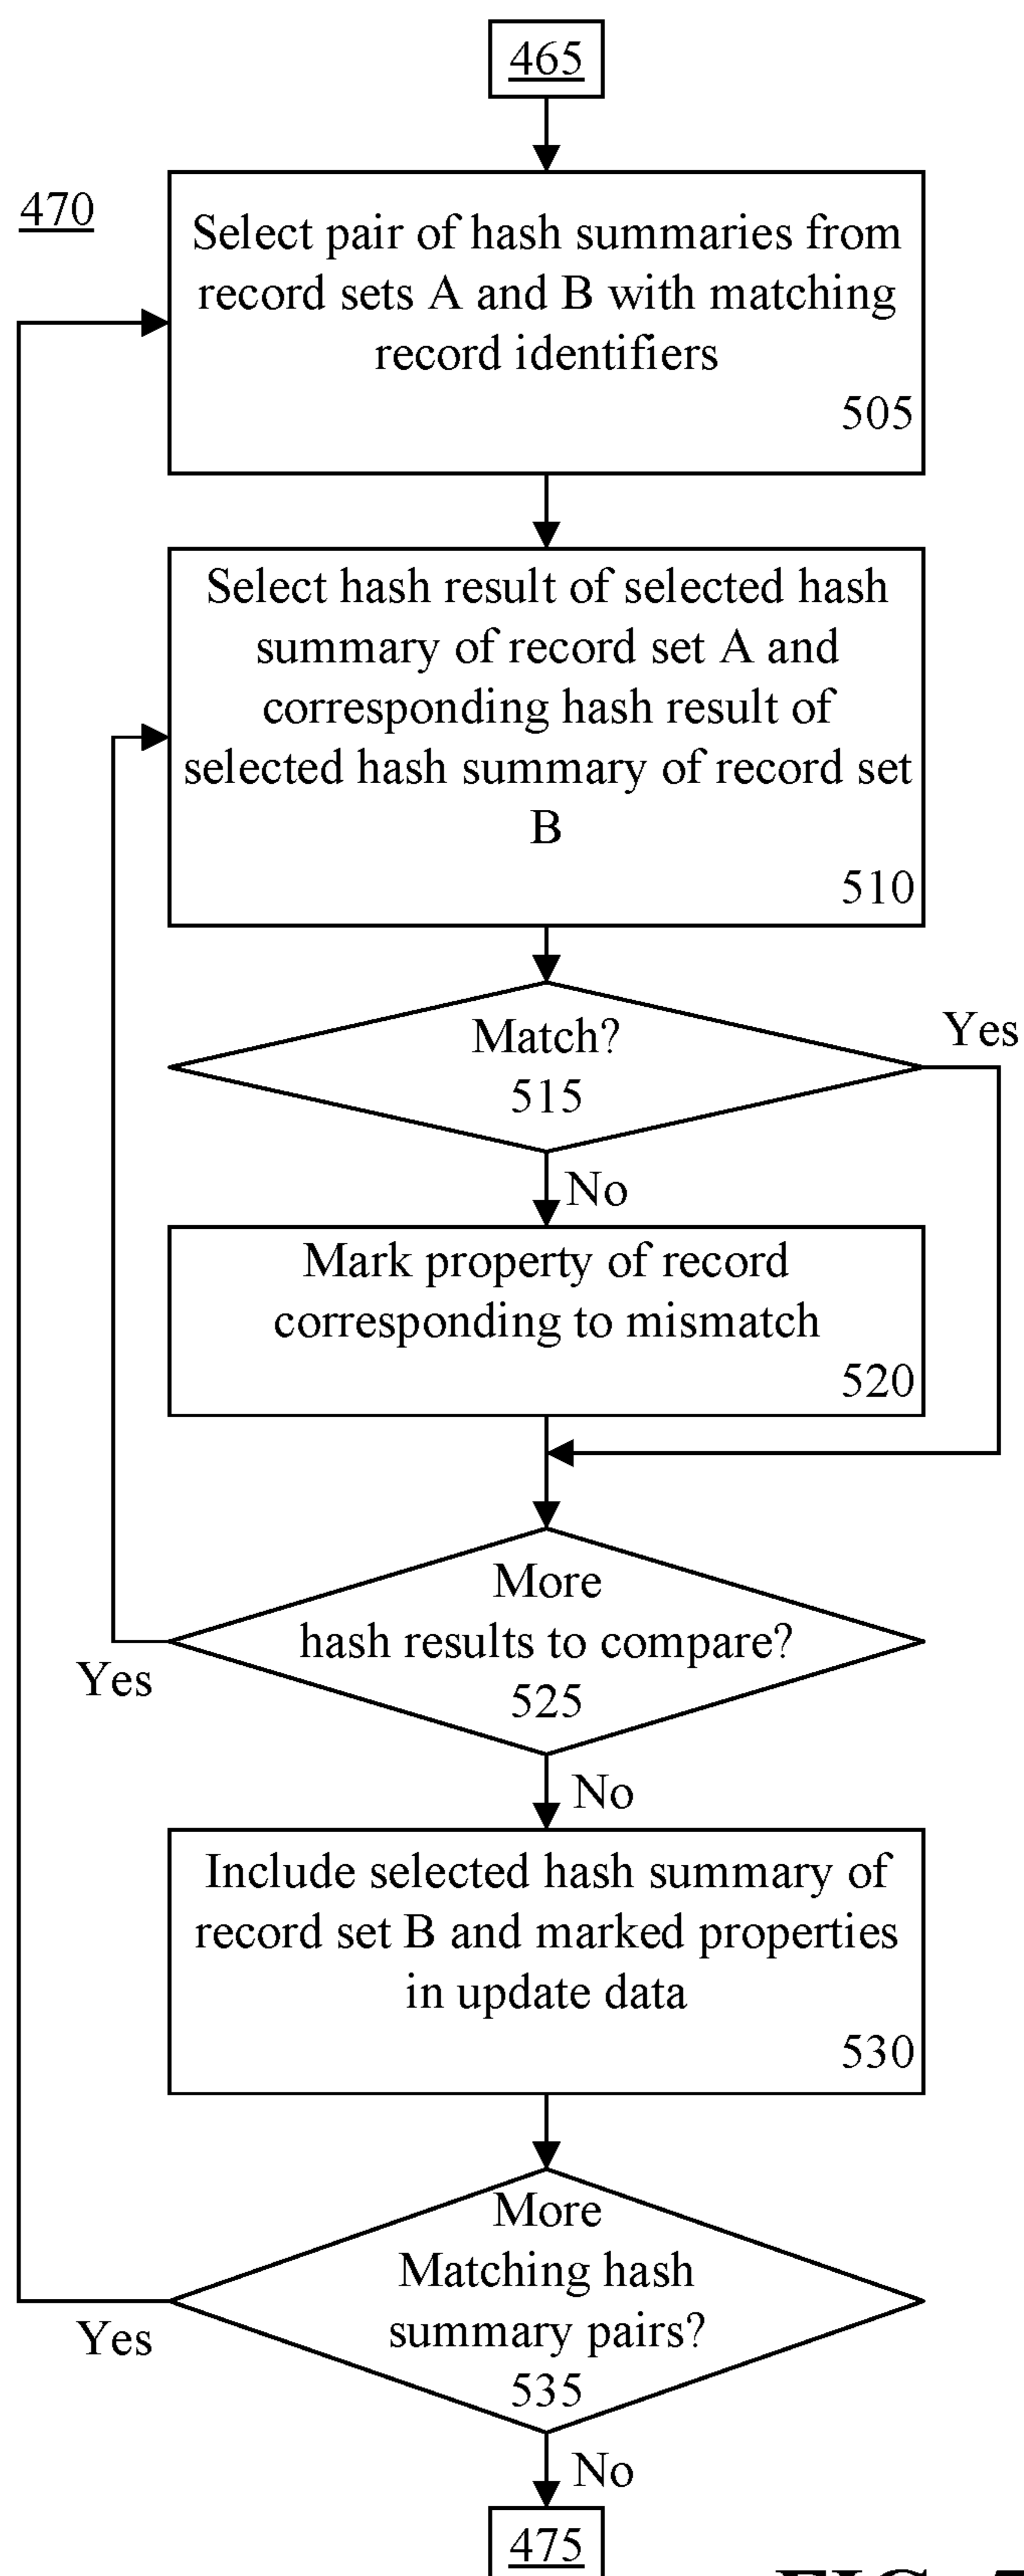 465
470
Select pair of hash summaries from
record sets A and B with matching
record identifiers
505
Select hash result of selected hash
summary of record set A and
corresponding hash result of
selected hash summary of record set
B
510
Match?
515
Yes
No
Mark property of record
corresponding to mismatch
520
More
hash results to compare?
525
Yes
No
Include selected hash summary of
record set B and marked properties
in update data
530
More
Matching hash
summary pairs?
535
Yes
No
475